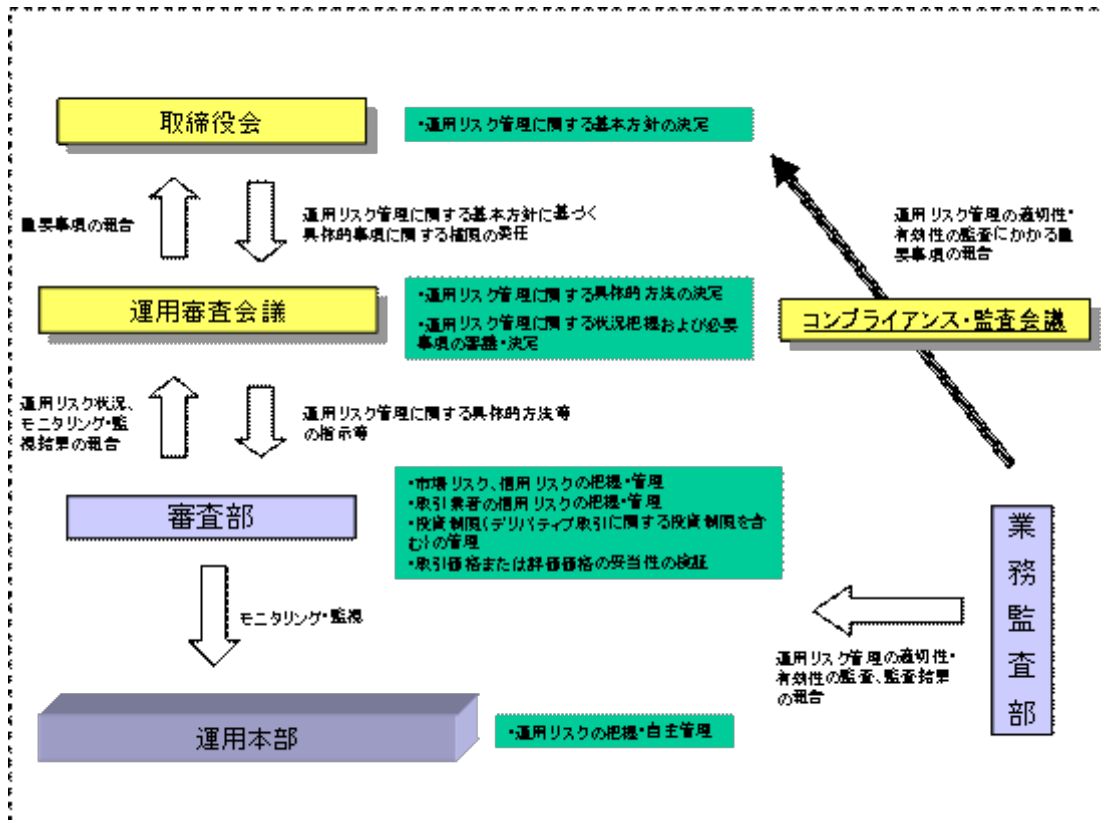 取締役会
・運用リスク管理に関する基本方針の決定
重要事項の報告
運用リスク管理に関する基本方針に基づく
具体的事項に関する権限の委任
運用リスク管理の適切性・
有効性の監査にかかる重
要事項の報告
運用審査会議
・運用リスク管理に関する具体的方法の決定
・運用リスク管理に関する状況把握および必要
事項の審議・決定
コンプライアンス・監査会議
運用リスク状況、
モニタリング・監
視結果の報告
運用リスク管理に関する具体的方法等
の指示等
審査部
・市場リスク、信用リスクの把握・管理
・取引業者の信用リスクの把握・管理
・投資制限(デリバティブ取引に関する投資制限を含
む)の管理
・取引価格または評価価格の妥当性の検証
業務監査部
モニタリング・監視
運用リスク管理の適切性・
有効性の監査、監査結果
の報告
運用本部
・運用リスクの把握・自主管理